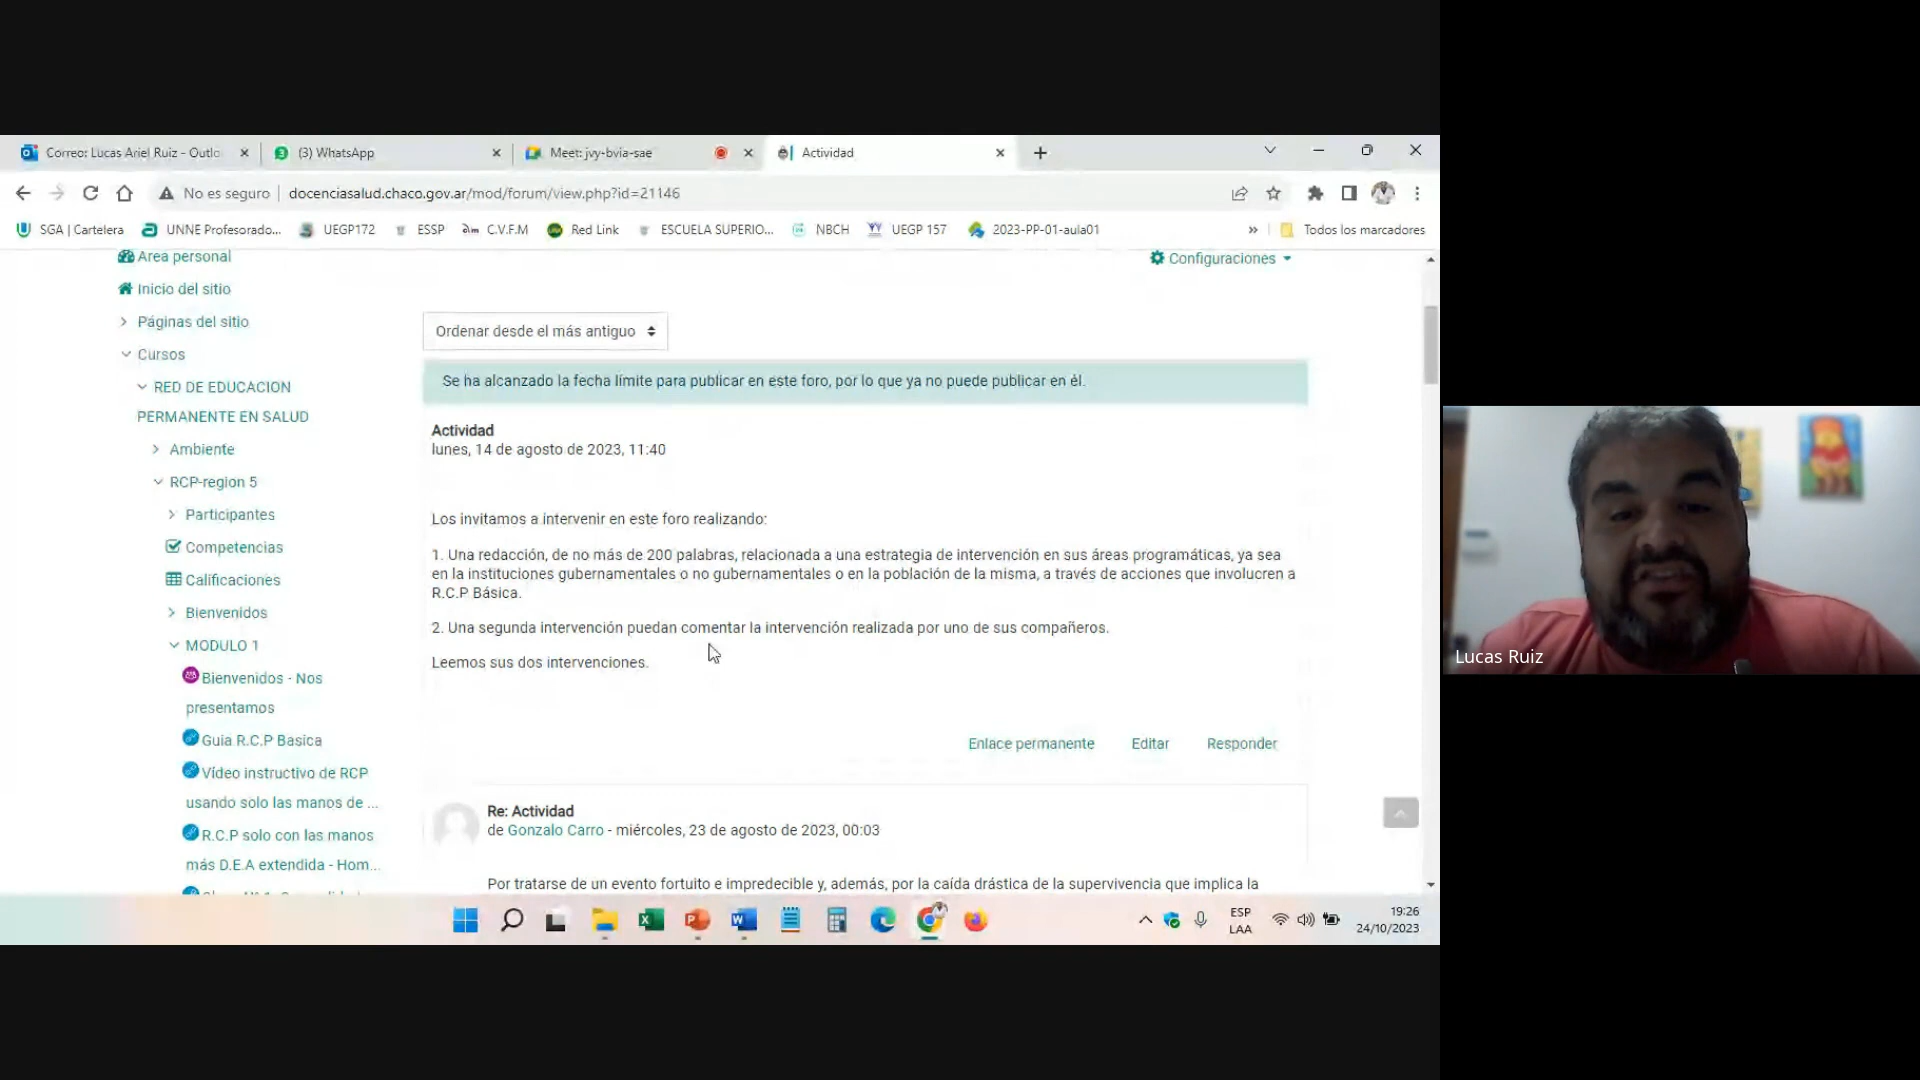 Correo: Lucas Ariel Ruiz - Outlo
(3) WhatsApp
Meet: jvy-bvia-sae
Actividad
No es seguro
docenciasalud.chaco.gov.ar/mod/forum/view.php?id=21146
SGA | Cartelera
UNNE Profesorado...
UEGP172
ESSP
C.V.F.M
Red Link
ESCUELA SUPERIO...
NBCH
UEGP 157
2023-PP-01-aula01
»
Todos los marcadores
Área personal
Inicio del sitio
Páginas del sitio
Cursos
RED DE EDUCACION
PERMANENTE EN SALUD
Ambiente
RCP-region 5
Participantes
Competencias
Calificaciones
Bienvenidos
MODULO 1
Bienvenidos - Nos
presentamos
Guia R.C.P Basica
Vídeo instructivo de RCP
usando solo las manos de ...
R.C.P solo con las manos
más D.E.A extendida - Hom...
Configuraciones
Ordenar desde el más antiguo
Se ha alcanzado la fecha límite para publicar en este foro, por lo que ya no puede publicar en él.
Actividad
lunes, 14 de agosto de 2023, 11:40
Los invitamos a intervenir en este foro realizando:
1. Una redacción, de no más de 200 palabras, relacionada a una estrategia de intervención en sus áreas programáticas, ya sea
en la instituciones gubernamentales o no gubernamentales o en la población de la misma, a través de acciones que involucren a
R.C.P Básica.
2. Una segunda intervención puedan comentar la intervención realizada por uno de sus compañeros.
Leemos sus dos intervenciones.
Enlace permanente
Editar
Responder
Re: Actividad
de Gonzalo Carro - miércoles, 23 de agosto de 2023, 00:03
Por tratarse de un evento fortuito e impredecible y, además, por la caída drástica de la supervivencia que implica la
ESP
LAA
19:26
24/10/2023
Lucas Ruiz